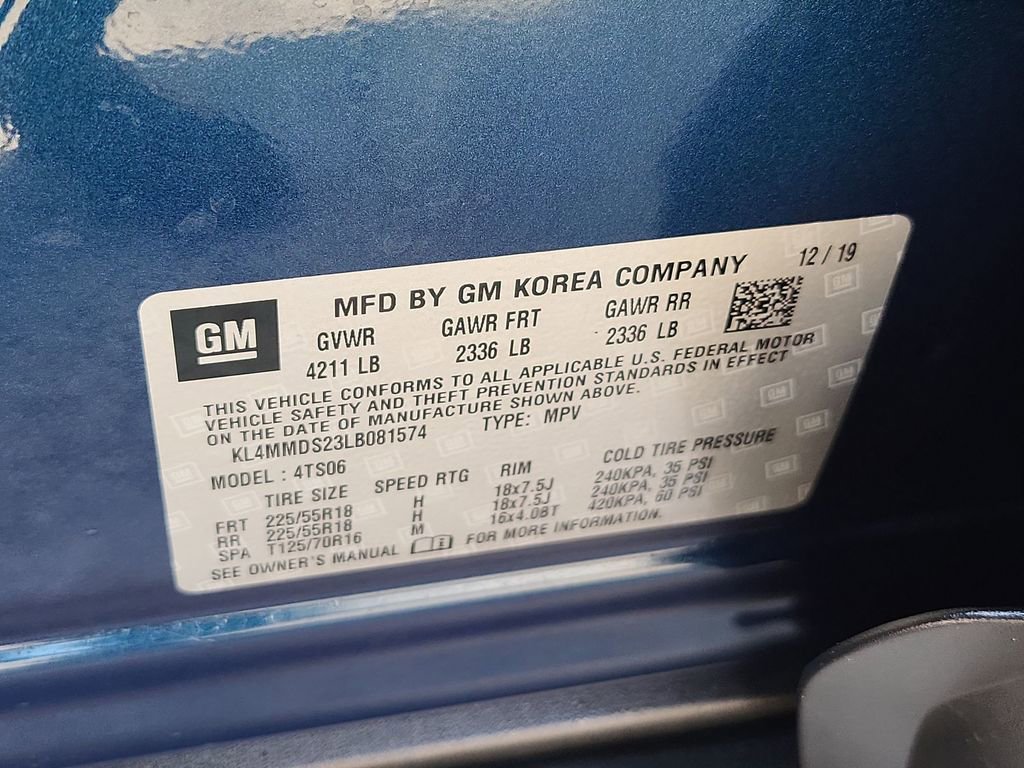 GM
MFD BY GM KOREA COMPANY 12 / 19
GVWR GAWR FRT GAWR RR
4211 LB 2336 LB 2336 LB
THIS VEHICLE CONFORMS TO ALL APPLICABLE U.S. FEDERAL MOTOR
VEHICLE SAFETY AND THEFT PREVENTION STANDARDS IN EFFECT
ON THE DATE OF MANUFACTURE SHOWN ABOVE.
KL4MMDS23LB081574 TYPE: MPV
MODEL : 4TS06
TIRE SIZE SPEED RTG RIM COLD TIRE PRESSURE
FRT 225/55R18 H 18x7.5J 240KPA, 35 PSI
RR 225/55R18 H 18x7.5J 240KPA, 35 PSI
SPA T125/70R16 M 16x4.0BT 420KPA, 60 PSI
SEE OWNER'S MANUAL FOR MORE INFORMATION.